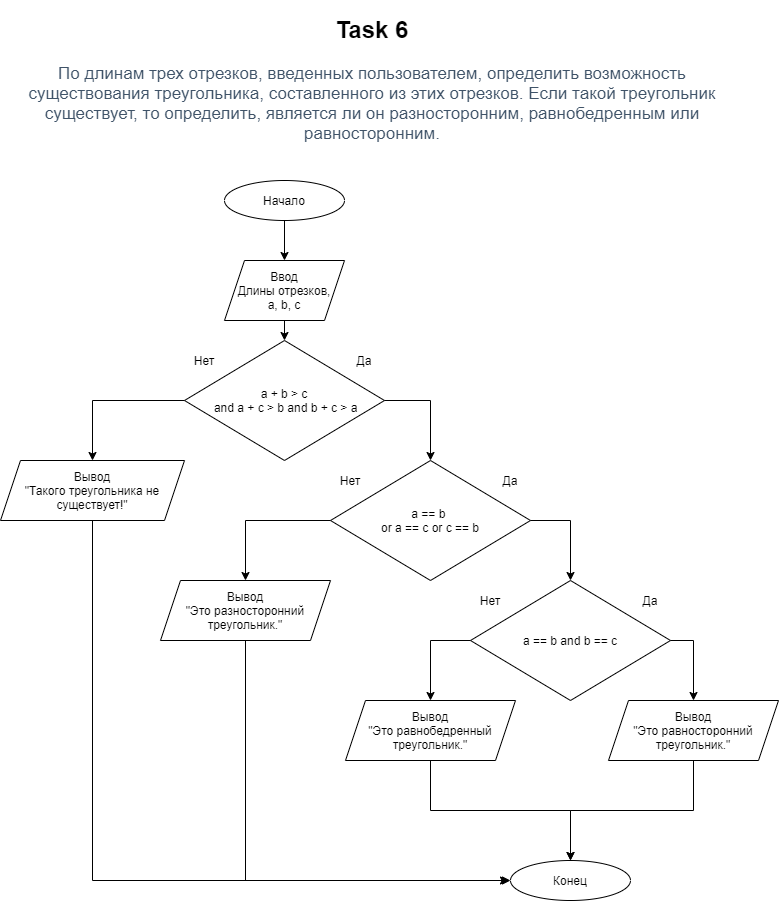 Task 6
По длинам трех отрезков, введенных пользователем, определить возможность
существования треугольника, составленного из этих отрезков. Если такой треугольник
существует, то определить, является ли он разносторонним, равнобедренным или
равносторонним.
Начало
Ввод
Длины отрезков,
a, b, c
Нет
Да
a + b > c
and a + c > b and b + c > a
Вывод
"Такого треугольника не
существует!"
Нет
Да
a == b
or a == c or c == b
Вывод
"Это разносторонний
треугольник."
Нет
Да
a == b and b == c
Вывод
"Это равнобедренный
треугольник."
Вывод
"Это равносторонний
треугольник."
Конец